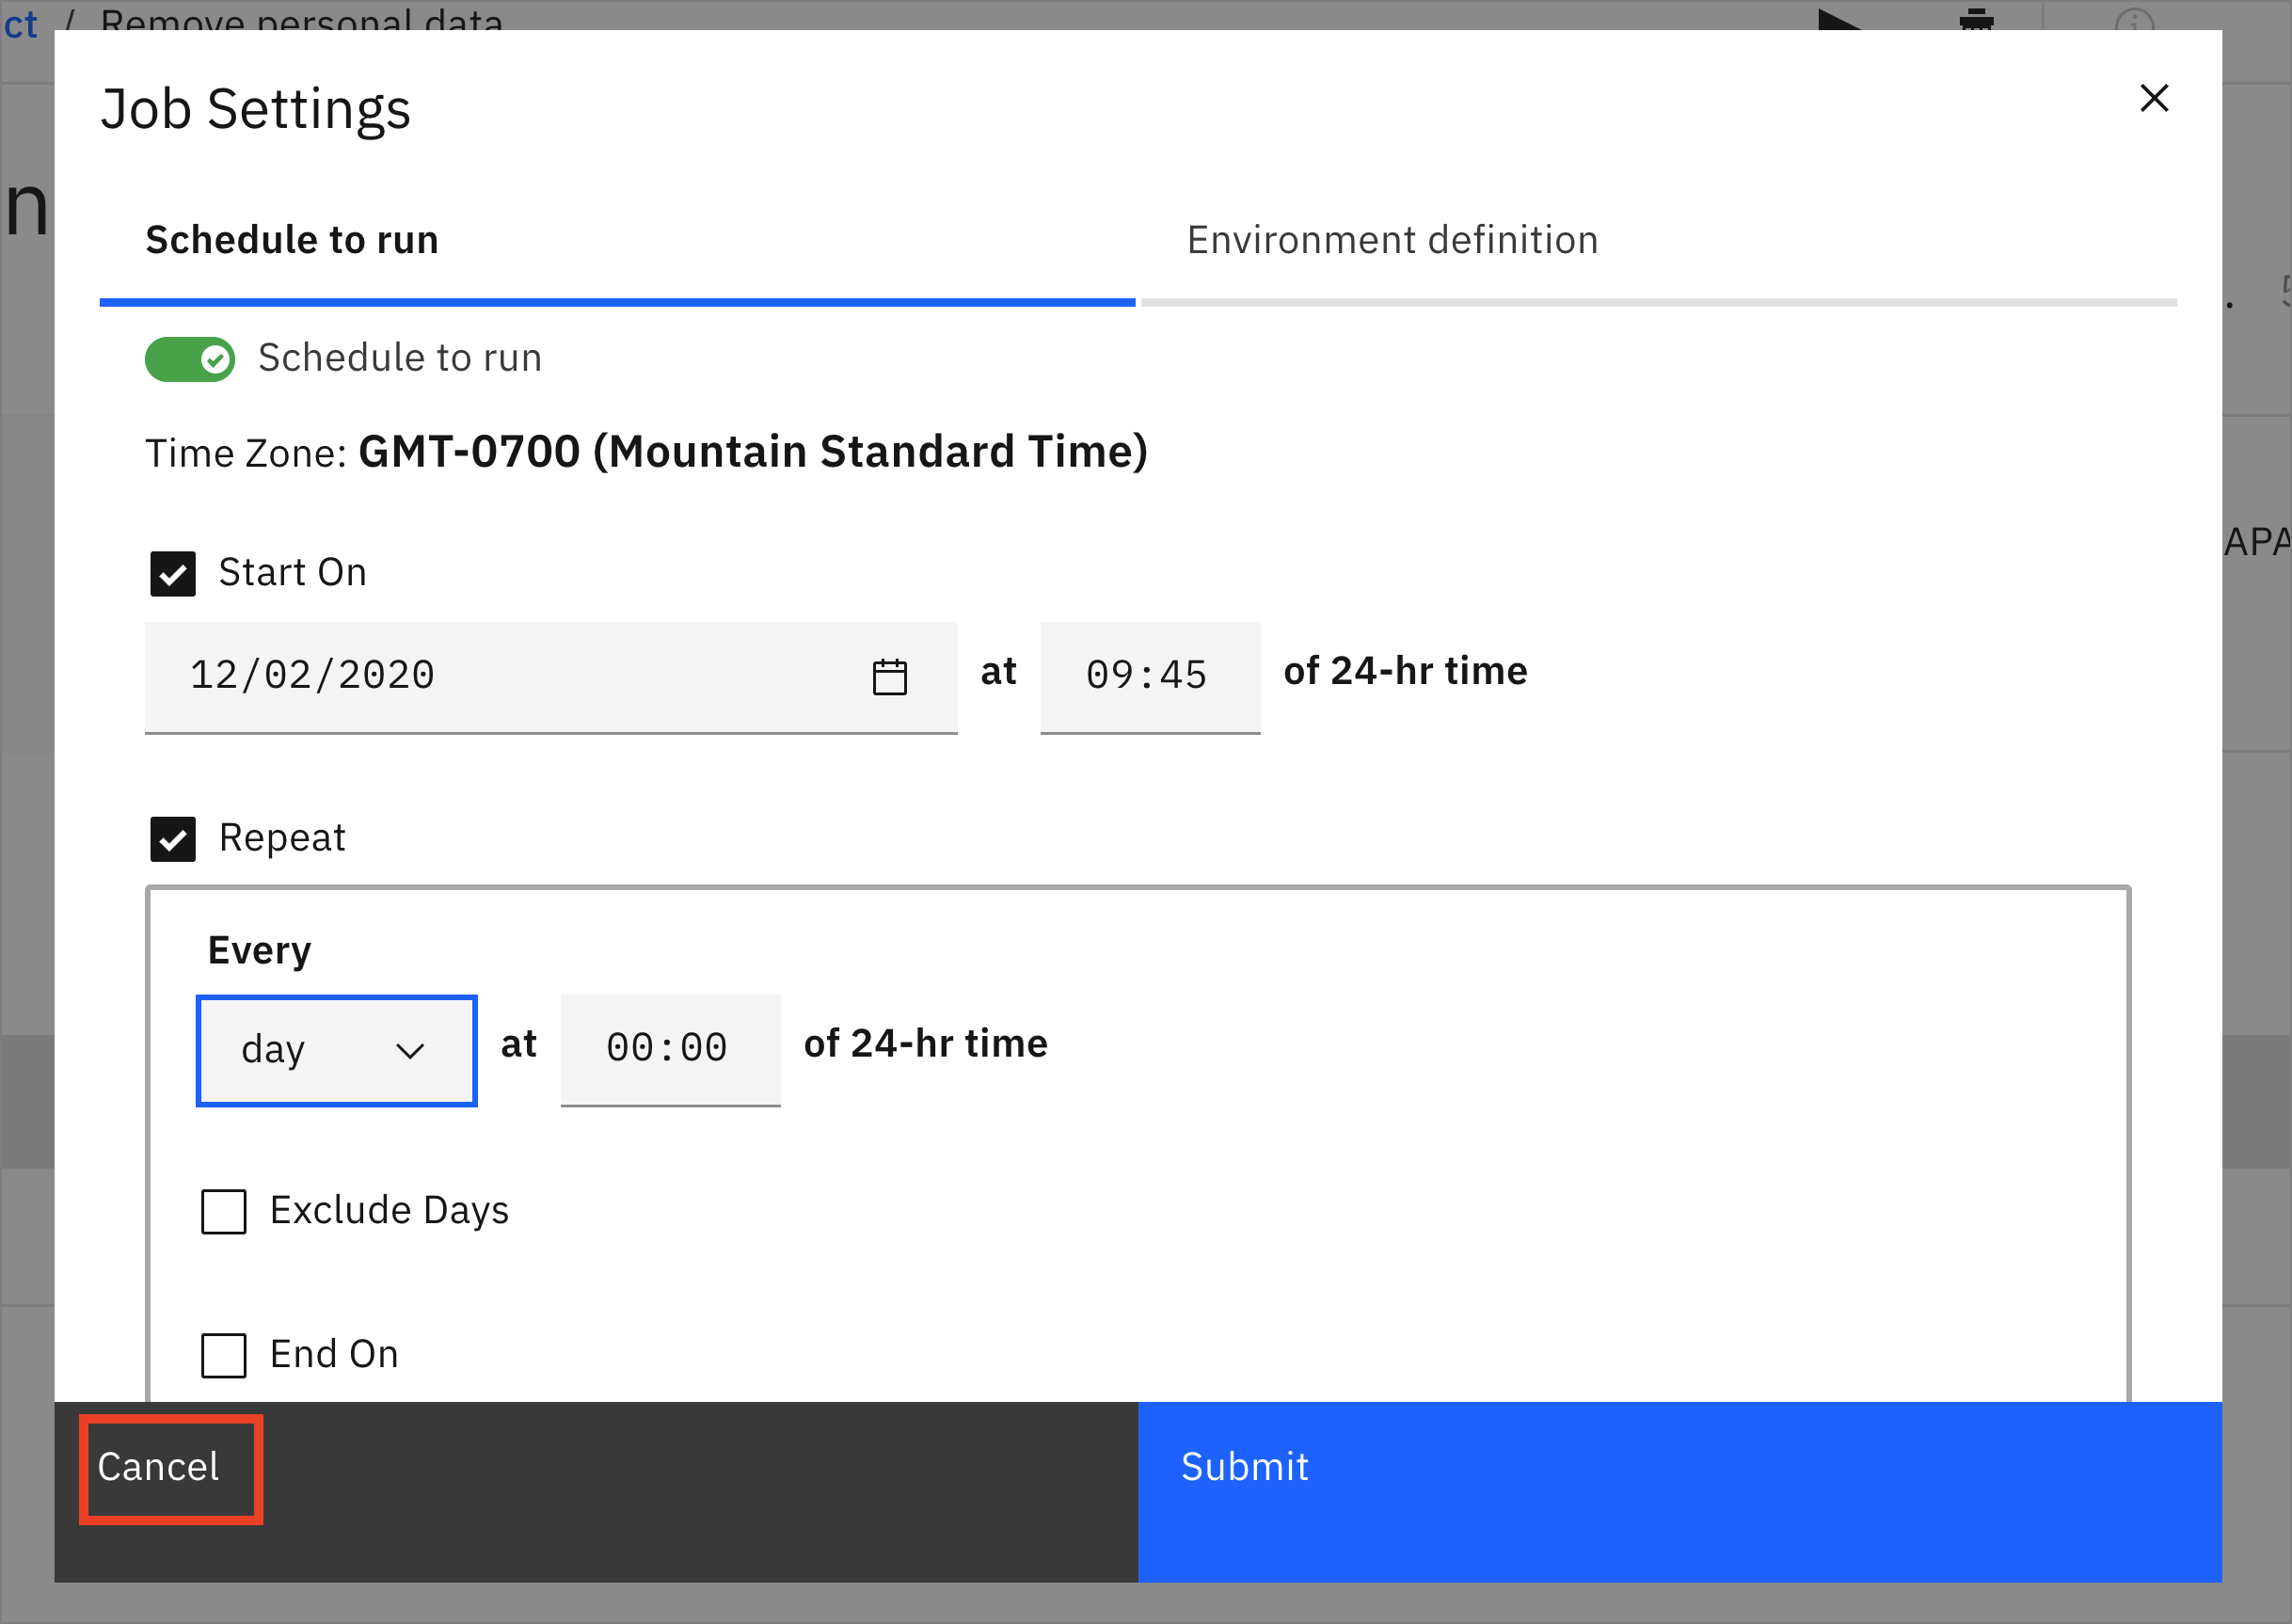 ct / Remove personal data
Job Settings
n
Schedule to run
Environment definition
Schedule to run
Time Zone: GMT-0700 (Mountain Standard Time)
APA
Start On
12/02/2020 at 09:45 of 24-hr time
Repeat
Every
day at 00:00 of 24-hr time
Exclude Days
End On
Cancel
Submit